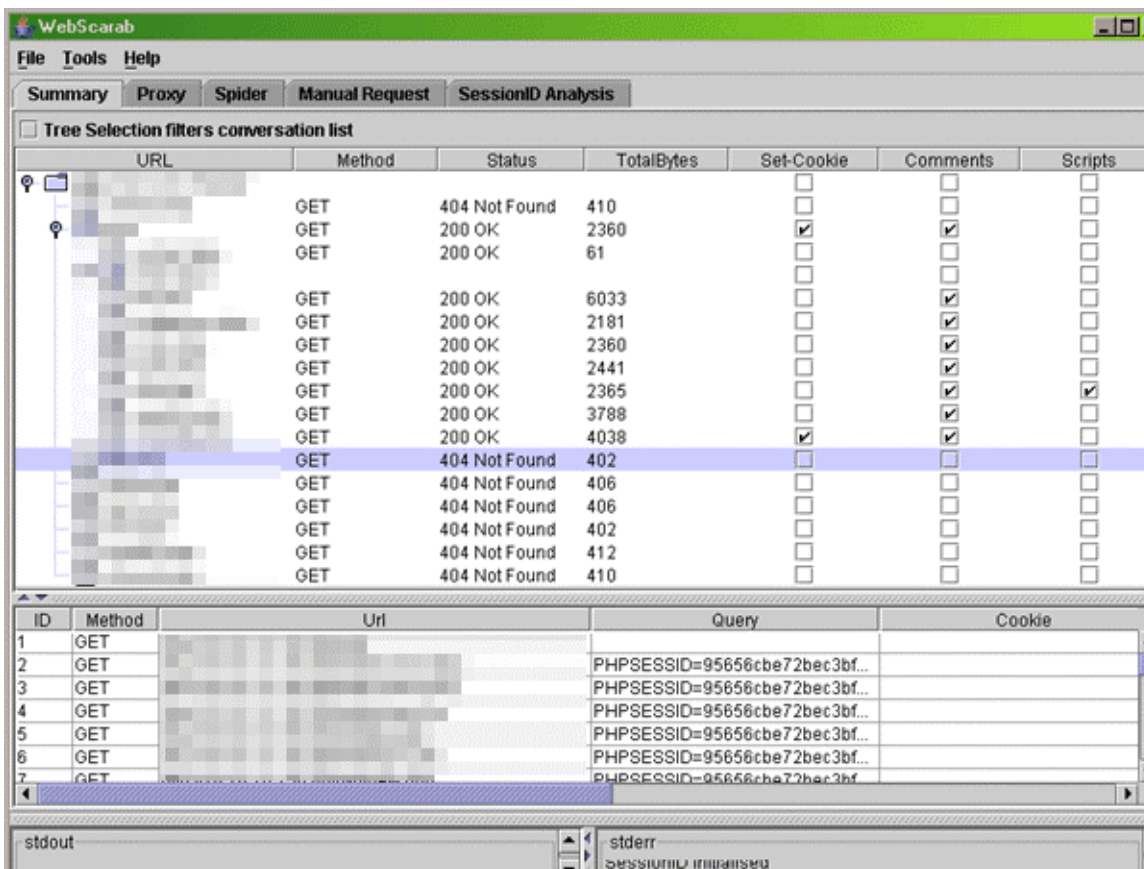 WebScarab
File Tools Help
Summary Proxy Spider Manual Request SessionID Analysis
Tree Selection filters conversation list
URL Method Status TotalBytes Set-Cookie Comments Scripts
GET 404 Not Found 410
GET 200 OK 2360
GET 200 OK 61
GET 200 OK 6033
GET 200 OK 2181
GET 200 OK 2360
GET 200 OK 2441
GET 200 OK 2365
GET 200 OK 3788
GET 200 OK 4038
GET 404 Not Found 402
GET 404 Not Found 406
GET 404 Not Found 406
GET 404 Not Found 402
GET 404 Not Found 412
GET 404 Not Found 410
ID Method Url Query Cookie
1 GET
2 GET PHPSESSID=95656cbe72bec3bf...
3 GET PHPSESSID=95656cbe72bec3bf...
4 GET PHPSESSID=95656cbe72bec3bf...
5 GET PHPSESSID=95656cbe72bec3bf...
6 GET PHPSESSID=95656cbe72bec3bf...
7 GET PHPSESSID=95656cbe72bec3bf...
stdout stderr
SessionID initialised